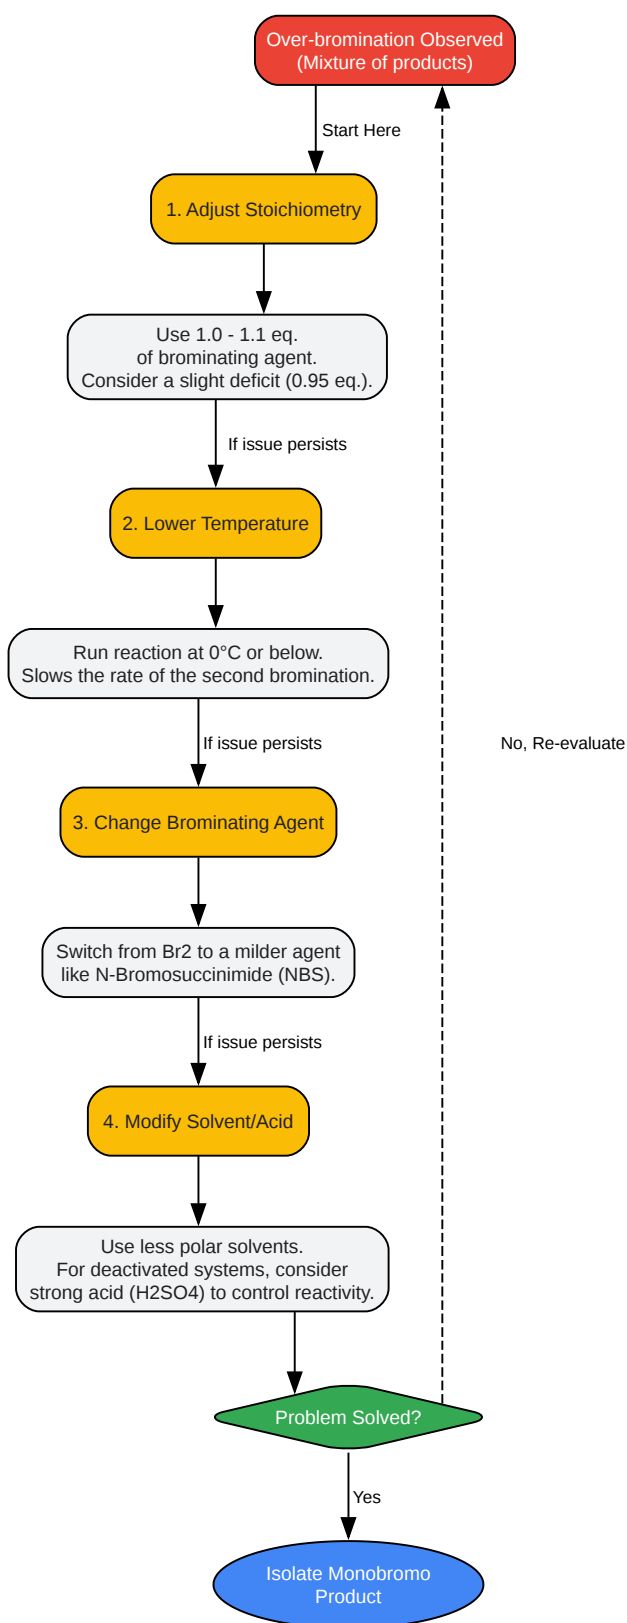 Over-bromination Observed
(Mixture of products)
Start Here
1. Adjust Stoichiometry
Use 1.0 - 1.1 eq.
of brominating agent.
Consider a slight deficit (0.95 eq.).
If issue persists
2. Lower Temperature
Run reaction at 0°C or below.
Slows the rate of the second bromination.
If issue persists
No, Re-evaluate
3. Change Brominating Agent
Switch from Br2 to a milder agent
like N-Bromosuccinimide (NBS).
If issue persists
4. Modify Solvent/Acid
Use less polar solvents.
For deactivated systems, consider
strong acid (H2SO4) to control reactivity.
Problem Solved?
Yes
Isolate Monobromo
Product